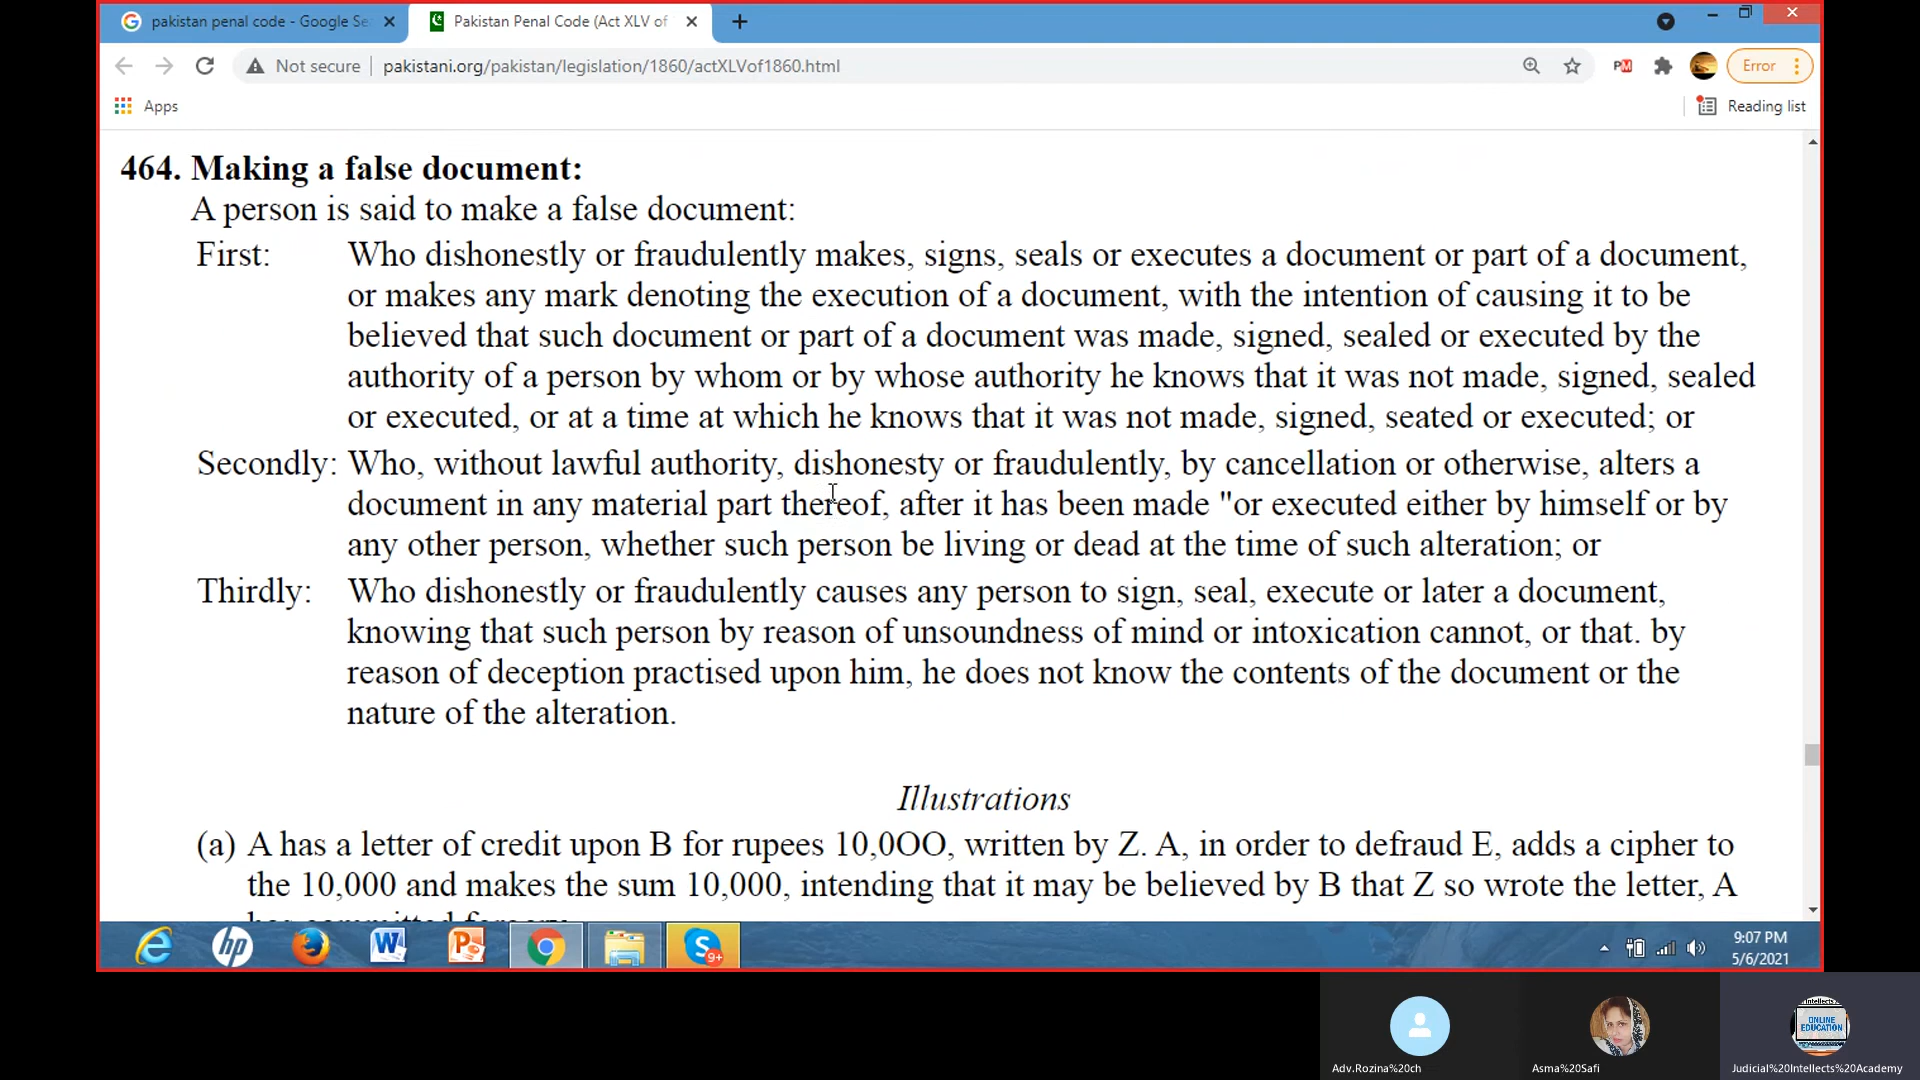 pakistan penal code - Google Se
Pakistan Penal Code (Act XLV of
Not secure
pakistani.org/pakistan/legislation/1860/actXLVof1860.html
PM
Error
Apps
Reading list
464. Making a false document:
A person is said to make a false document:
First: Who dishonestly or fraudulently makes, signs, seals or executes a document or part of a document,
or makes any mark denoting the execution of a document, with the intention of causing it to be
believed that such document or part of a document was made, signed, sealed or executed by the
authority of a person by whom or by whose authority he knows that it was not made, signed, sealed
or executed, or at a time at which he knows that it was not made, signed, seated or executed; or
Secondly: Who, without lawful authority, dishonesty or fraudulently, by cancellation or otherwise, alters a
document in any material part thereof, after it has been made "or executed either by himself or by
any other person, whether such person be living or dead at the time of such alteration; or
Thirdly: Who dishonestly or fraudulently causes any person to sign, seal, execute or later a document,
knowing that such person by reason of unsoundness of mind or intoxication cannot, or that. by
reason of deception practised upon him, he does not know the contents of the document or the
nature of the alteration.
Illustrations
(a) A has a letter of credit upon B for rupees 10,0OO, written by Z. A, in order to defraud E, adds a cipher to
the 10,000 and makes the sum 10,000, intending that it may be believed by B that Z so wrote the letter, A
has committed forgery
9+
9:07 PM
5/6/2021
ONLINE
EDUCATION
Adv.Rozina%20ch
Asma%20Safi
Judicial%20Intellects%20Academy